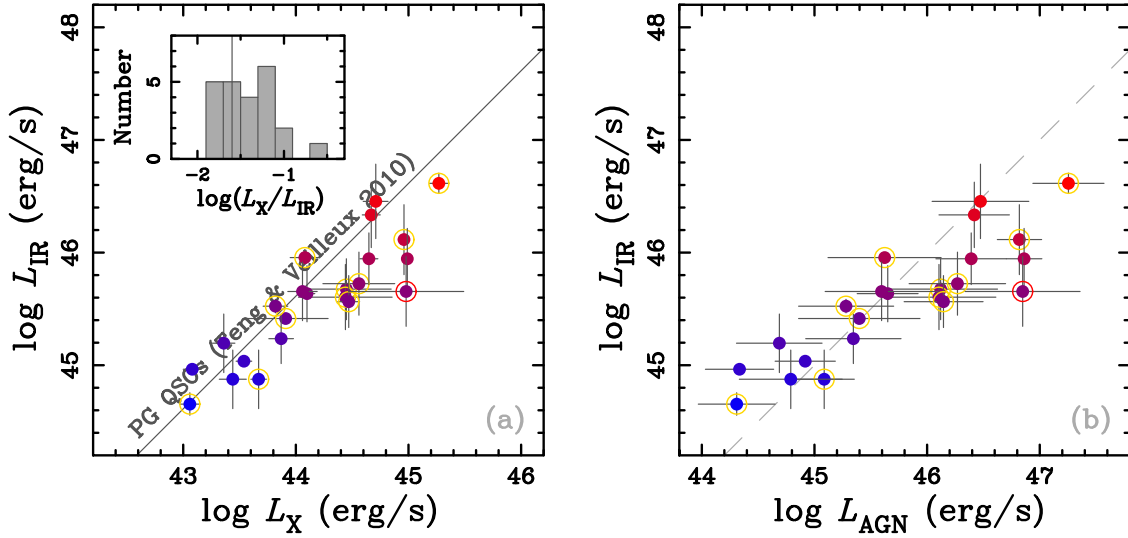 48
47
46
45
log L_IR (erg/s)
Number
5
0
-2
-1
log(L_X/L_IR)
PG QSOs (Teng & Veilleux 2010)
(a)
43
44
45
46
log L_X (erg/s)
48
47
46
45
log L_IR (erg/s)
(b)
44
45
46
47
log L_AGN (erg/s)